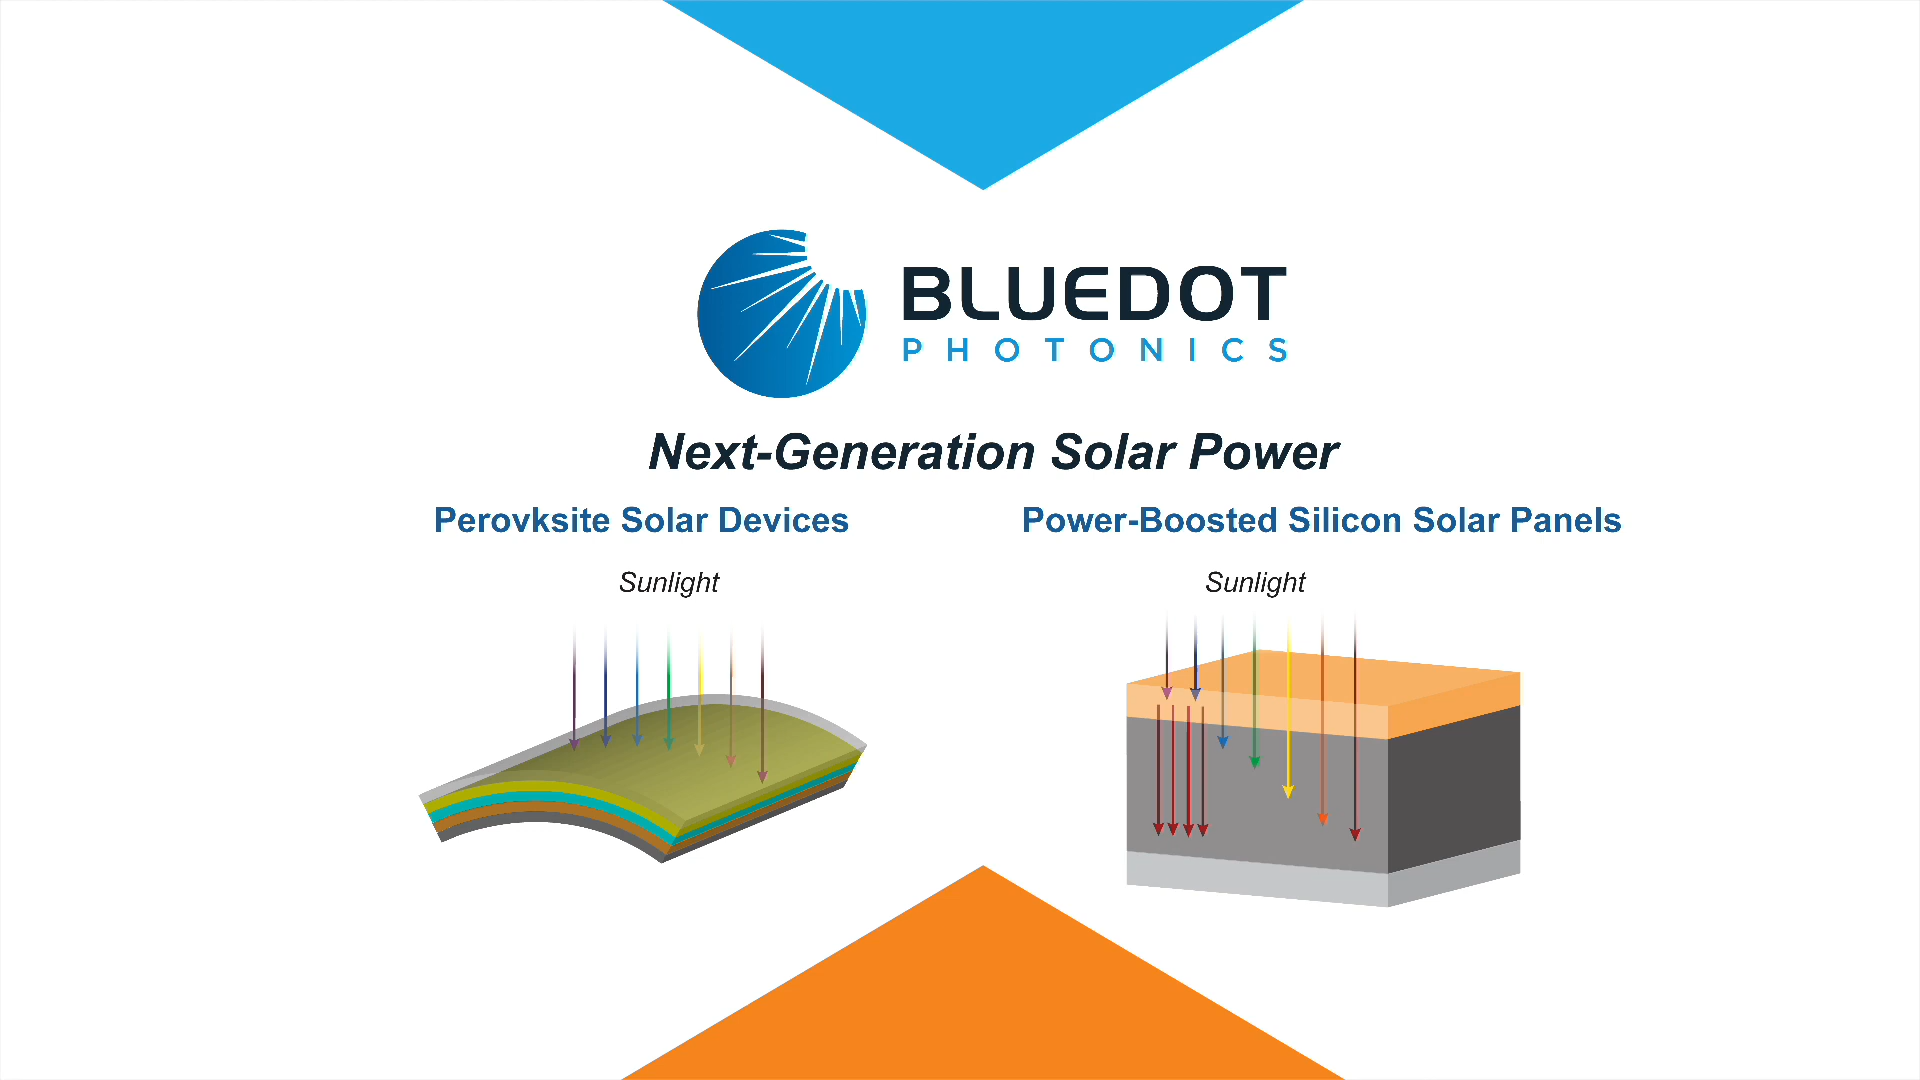 BLUEDOT
PHOTONICS
Next-Generation Solar Power
Perovksite Solar Devices
Power-Boosted Silicon Solar Panels
Sunlight
Sunlight